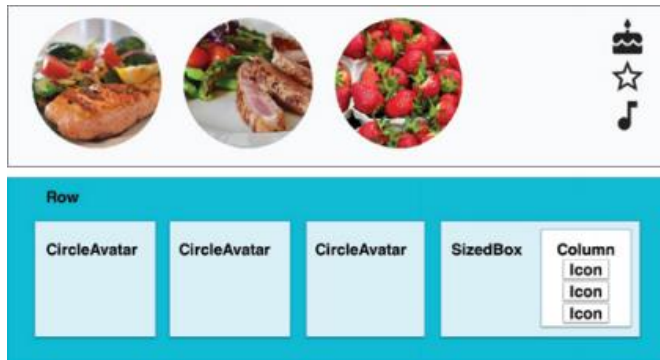 Row
CircleAvatar CircleAvatar CircleAvatar SizedBox Column
Icon
Icon
Icon